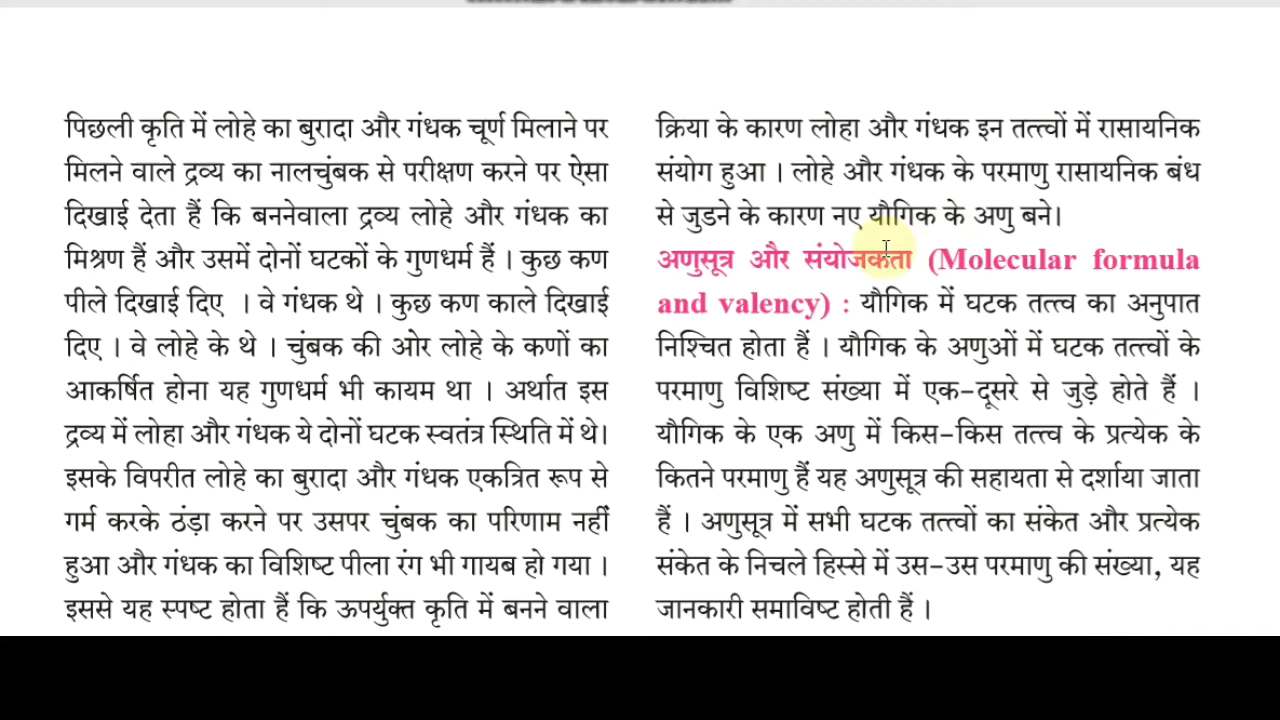 पिछली कृति में लोहे का बुरादा और गंधक चूर्ण मिलाने पर
मिलने वाले द्रव्य का नालचुंबक से परीक्षण करने पर ऐसा
दिखाई देता हैं कि बननेवाला द्रव्य लोहे और गंधक का
मिश्रण हैं और उसमें दोनों घटकों के गुणधर्म हैं । कुछ कण
पीले दिखाई दिए । वे गंधक थे । कुछ कण काले दिखाई
दिए । वे लोहे के थे । चुंबक की ओर लोहे के कणों का
आकर्षित होना यह गुणधर्म भी कायम था । अर्थात इस
द्रव्य में लोहा और गंधक ये दोनों घटक स्वतंत्र स्थिति में थे।
इसके विपरीत लोहे का बुरादा और गंधक एकत्रित रूप से
गर्म करके ठंड़ा करने पर उसपर चुंबक का परिणाम नहीं
हुआ और गंधक का विशिष्ट पीला रंग भी गायब हो गया ।
इससे यह स्पष्ट होता हैं कि ऊपर्युक्त कृति में बनने वाला
क्रिया के कारण लोहा और गंधक इन तत्त्वों में रासायनिक
संयोग हुआ । लोहे और गंधक के परमाणु रासायनिक बंध
से जुडने के कारण नए यौगिक के अणु बने।
अणुसूत्र और संयोजकता (Molecular formula
and valency) : यौगिक में घटक तत्त्व का अनुपात
निश्चित होता हैं । यौगिक के अणुओं में घटक तत्त्वों के
परमाणु विशिष्ट संख्या में एक-दूसरे से जुड़े होते हैं ।
यौगिक के एक अणु में किस-किस तत्त्व के प्रत्येक के
कितने परमाणु हैं यह अणुसूत्र की सहायता से दर्शाया जाता
हैं । अणुसूत्र में सभी घटक तत्त्वों का संकेत और प्रत्येक
संकेत के निचले हिस्से में उस-उस परमाणु की संख्या, यह
जानकारी समाविष्ट होती हैं ।